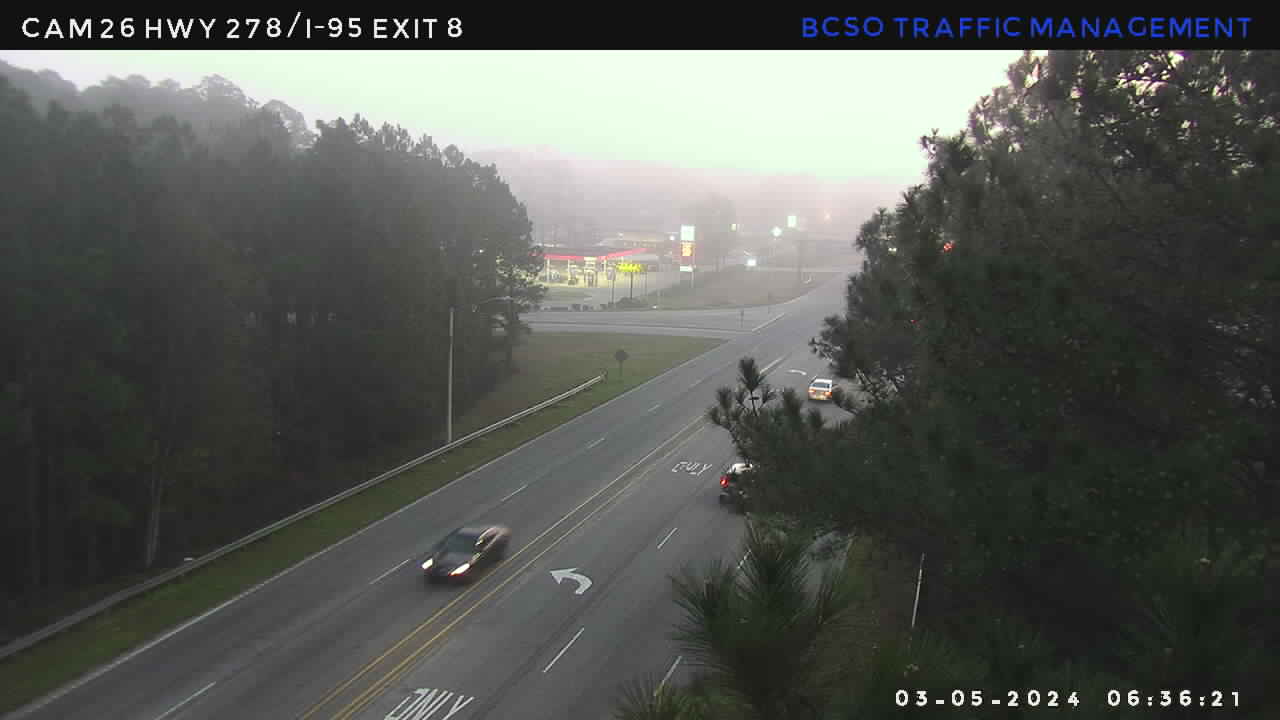 CAM 26 HWY 278/I-95 EXIT 8
BCSO TRAFFIC MANAGEMENT
ONLY
ONLY
03-05-2024 06:36:21